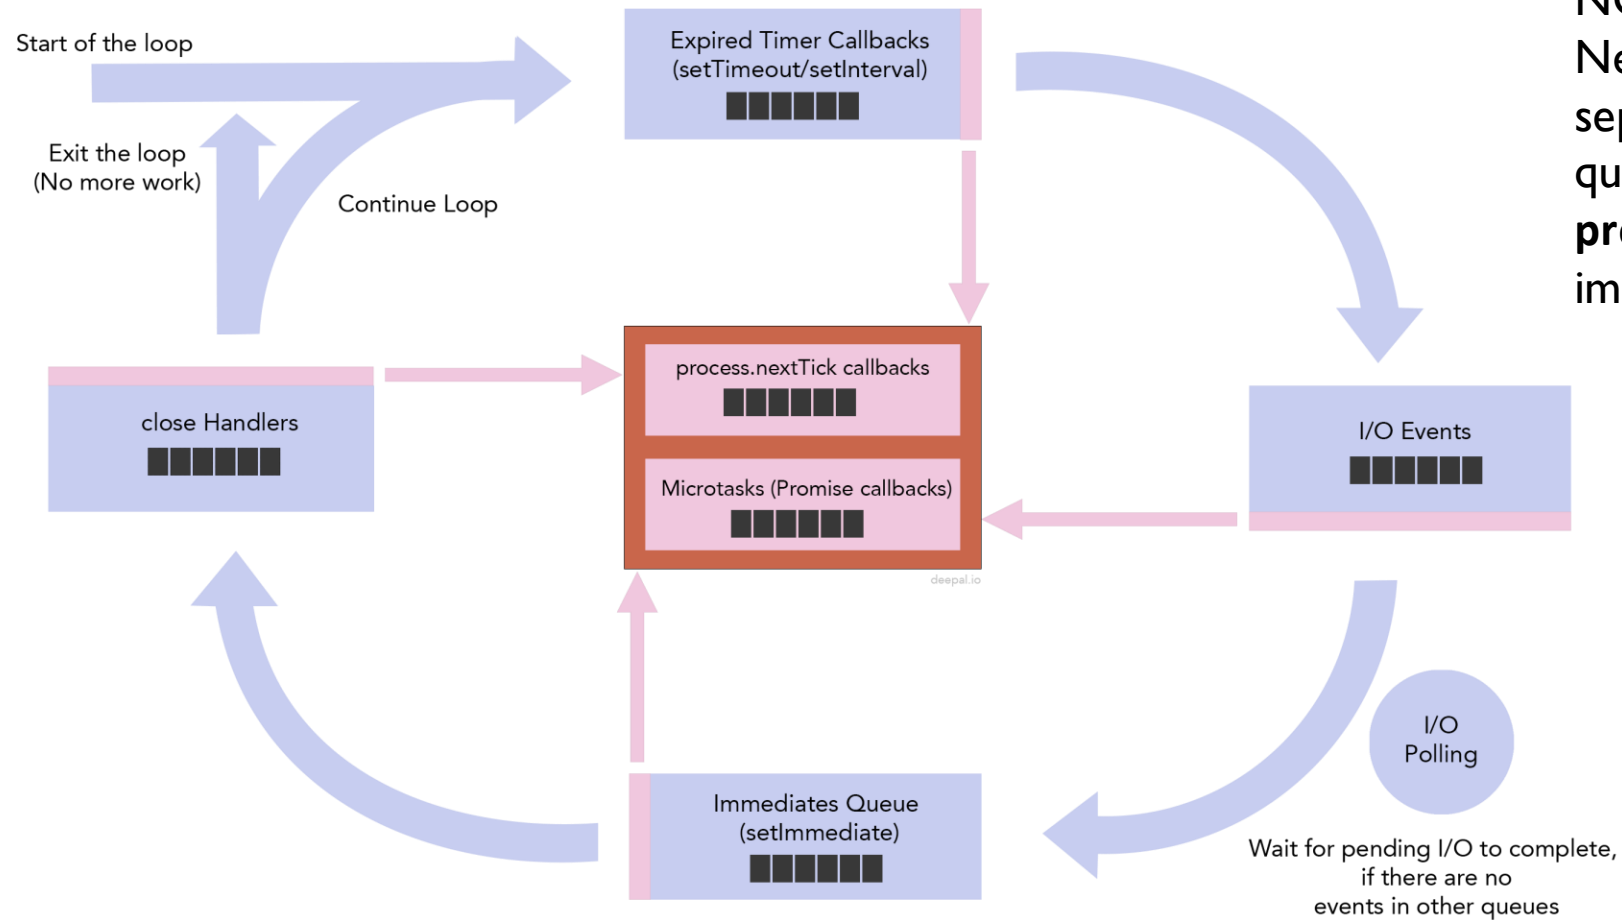 Start of the loop
Exit the loop
(No more work)
Continue Loop
Expired Timer Callbacks
(setTimeout/setInterval)
process.nextTick callbacks
Microtasks (Promise callbacks)
deepal.io
close Handlers
I/O Events
I/O
Polling
Wait for pending I/O to complete,
if there are no
events in other queues
Immediates Queue
(setImmediate)